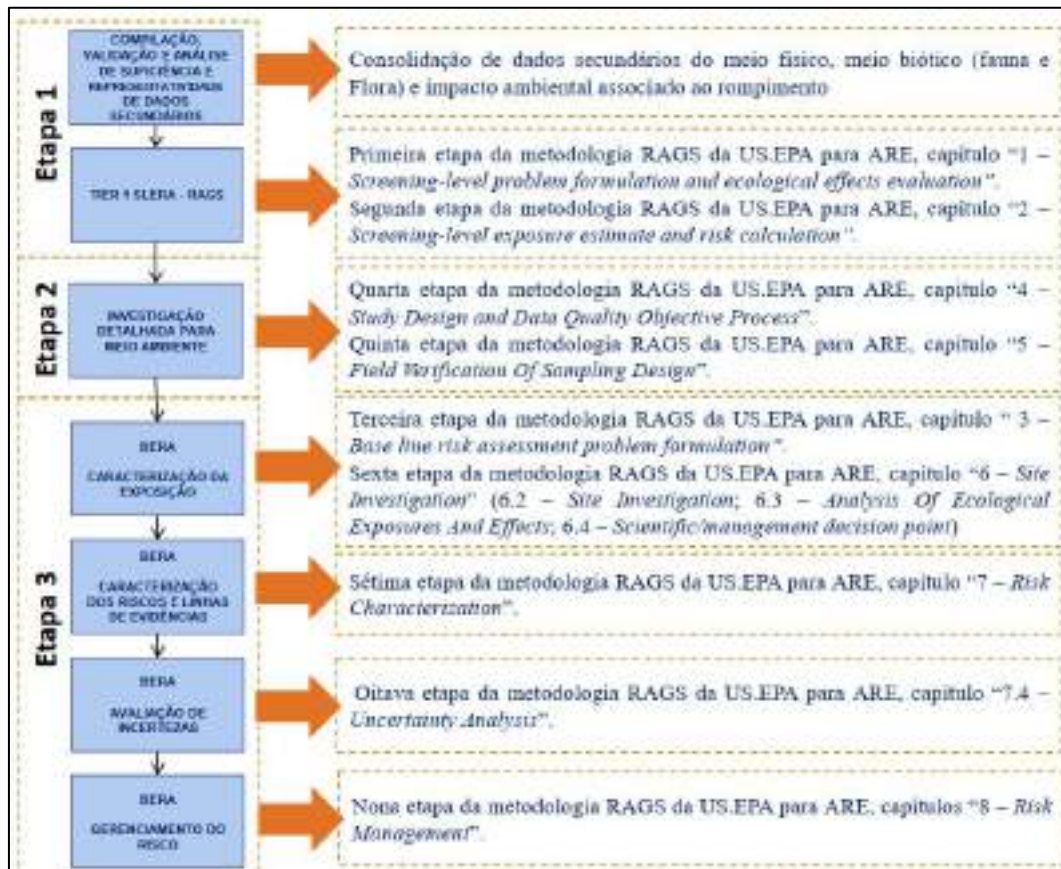 Etapa 1
COMPILAÇÃO,
VALIDAÇÃO E ANÁLISE
DE SUFICIÊNCIA E
REPRESENTATIVIDADE
DE DADOS
SECUNDÁRIOS
Consolidação de dados secundários do meio físico, meio biótico (fauna e
Flora) e impacto ambiental associado ao rompimento
TIER 1 SLERA - RAGS
Primeira etapa da metodologia RAGS da US.EPA para ARE, capítulo “1 –
Screening-level problem formulation and ecological effects evaluation”.
Segunda etapa da metodologia RAGS da US.EPA para ARE, capítulo “2 –
Screening-level exposure estimate and risk calculation”.
Etapa 2
INVESTIGAÇÃO
DETALHADA PARA
MEIO AMBIENTE
Quarta etapa da metodologia RAGS da US.EPA para ARE, capítulo “4 –
Study Design and Data Quality Objective Process”.
Quinta etapa da metodologia RAGS da US.EPA para ARE, capítulo “5 –
Field Verification Of Sampling Design”.
Etapa 3
BERA
CARACTERIZAÇÃO DA
EXPOSIÇÃO
Terceira etapa da metodologia RAGS da US.EPA para ARE, capítulo “ 3 –
Base line risk assessment problem formulation”.
Sexta etapa da metodologia RAGS da US.EPA para ARE, capítulo “6 – Site
Investigation” (6.2 – Site Investigation; 6.3 – Analysis Of Ecological
Exposures And Effects; 6.4 – Scientific/management decision point)
BERA
CARACTERIZAÇÃO
DOS RISCOS E LINHAS
DE EVIDÊNCIAS
Sétima etapa da metodologia RAGS da US.EPA para ARE, capítulo “7 – Risk
Characterization”.
BERA
AVALIAÇÃO DE
INCERTEZAS
Oitava etapa da metodologia RAGS da US.EPA para ARE, capítulo “7.4 –
Uncertainty Analysis”.
BERA
GERENCIAMENTO DO
RISCO
Nona etapa da metodologia RAGS da US.EPA para ARE, capítulos “8 – Risk
Management”.